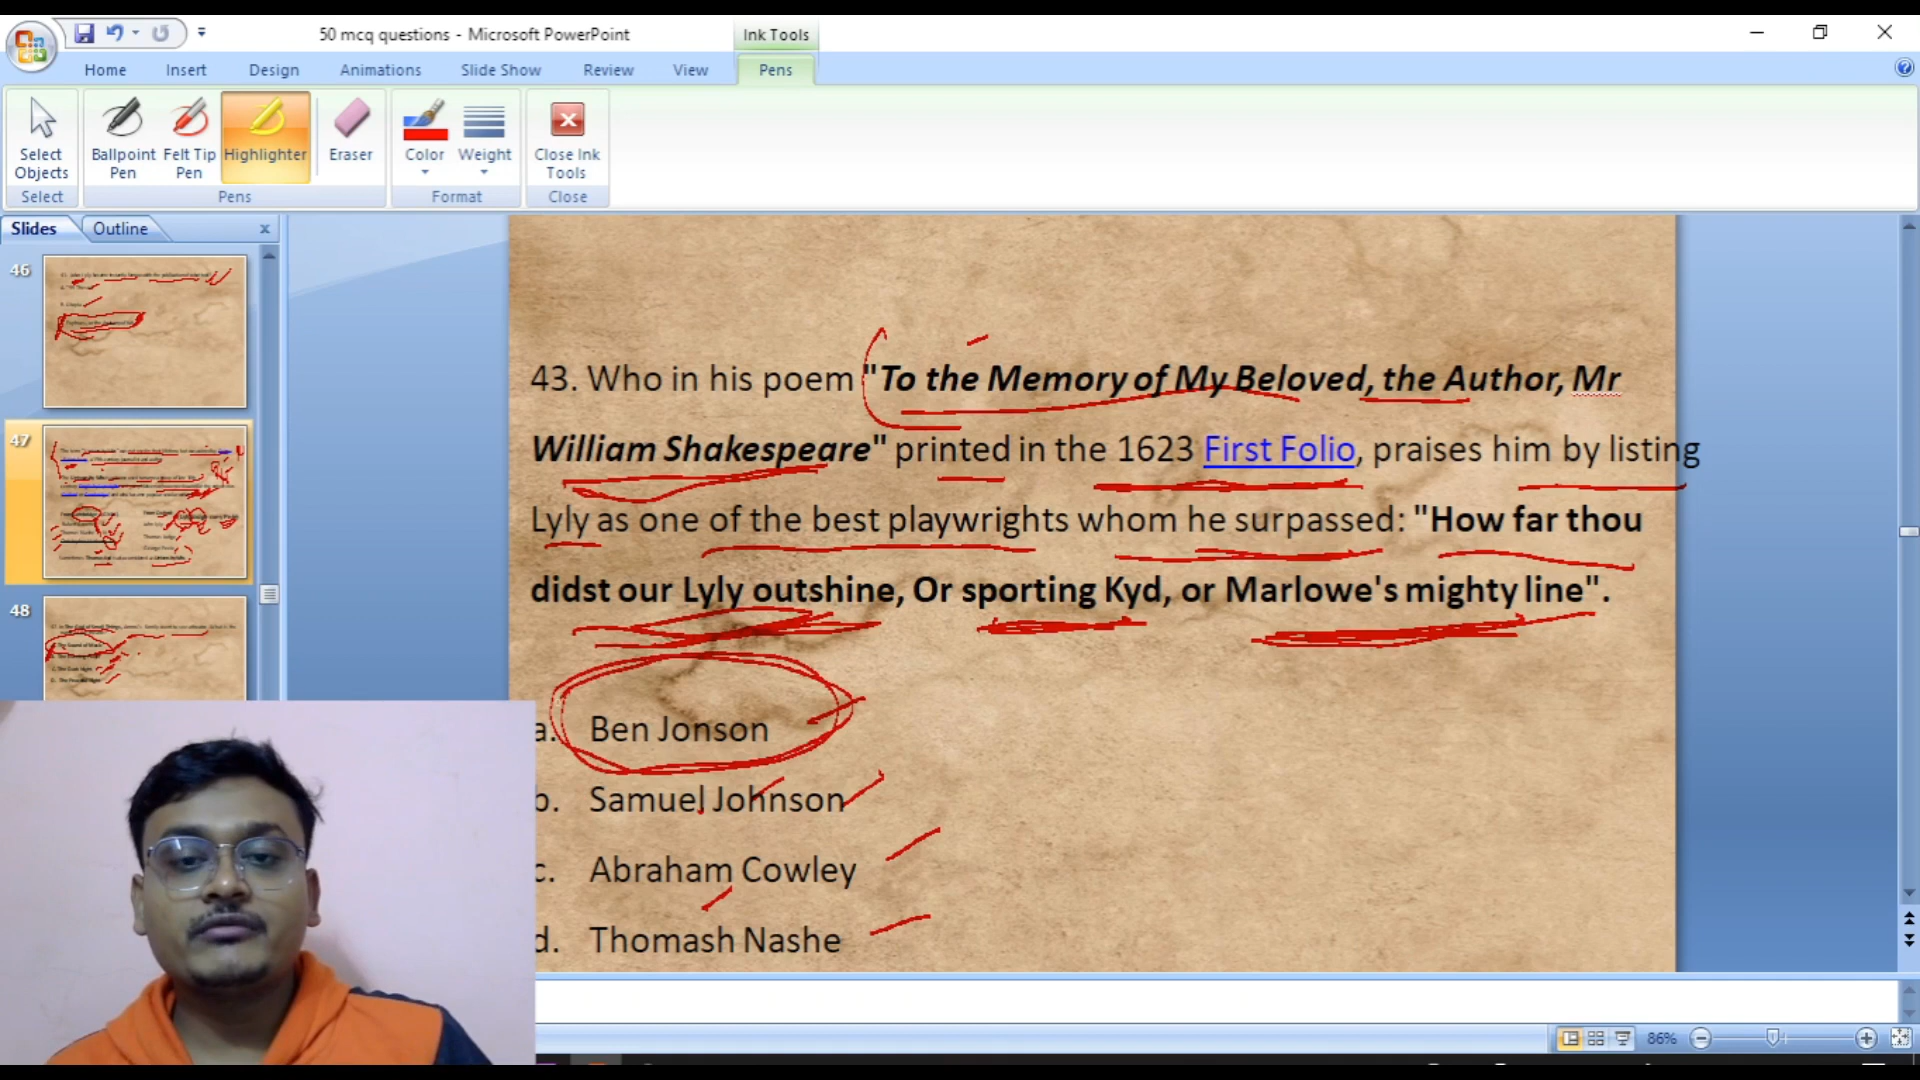 50 mcq questions - Microsoft PowerPoint
Ink Tools
Home Insert Design Animations Slide Show Review View Pens
Select Objects
Ballpoint Pen
Felt Tip Pen
Highlighter
Eraser
Color
Weight
Close Ink Tools
Select Pens Format Close
Slides Outline x
46
47
48
43. Who in his poem "To the Memory of My Beloved, the Author, Mr
William Shakespeare" printed in the 1623 First Folio, praises him by listing
Lyly as one of the best playwrights whom he surpassed: "How far thou
didst our Lyly outshine, Or sporting Kyd, or Marlowe's mighty line".
a. Ben Jonson
b. Samuel Johnson
c. Abraham Cowley
d. Thomash Nashe
86%